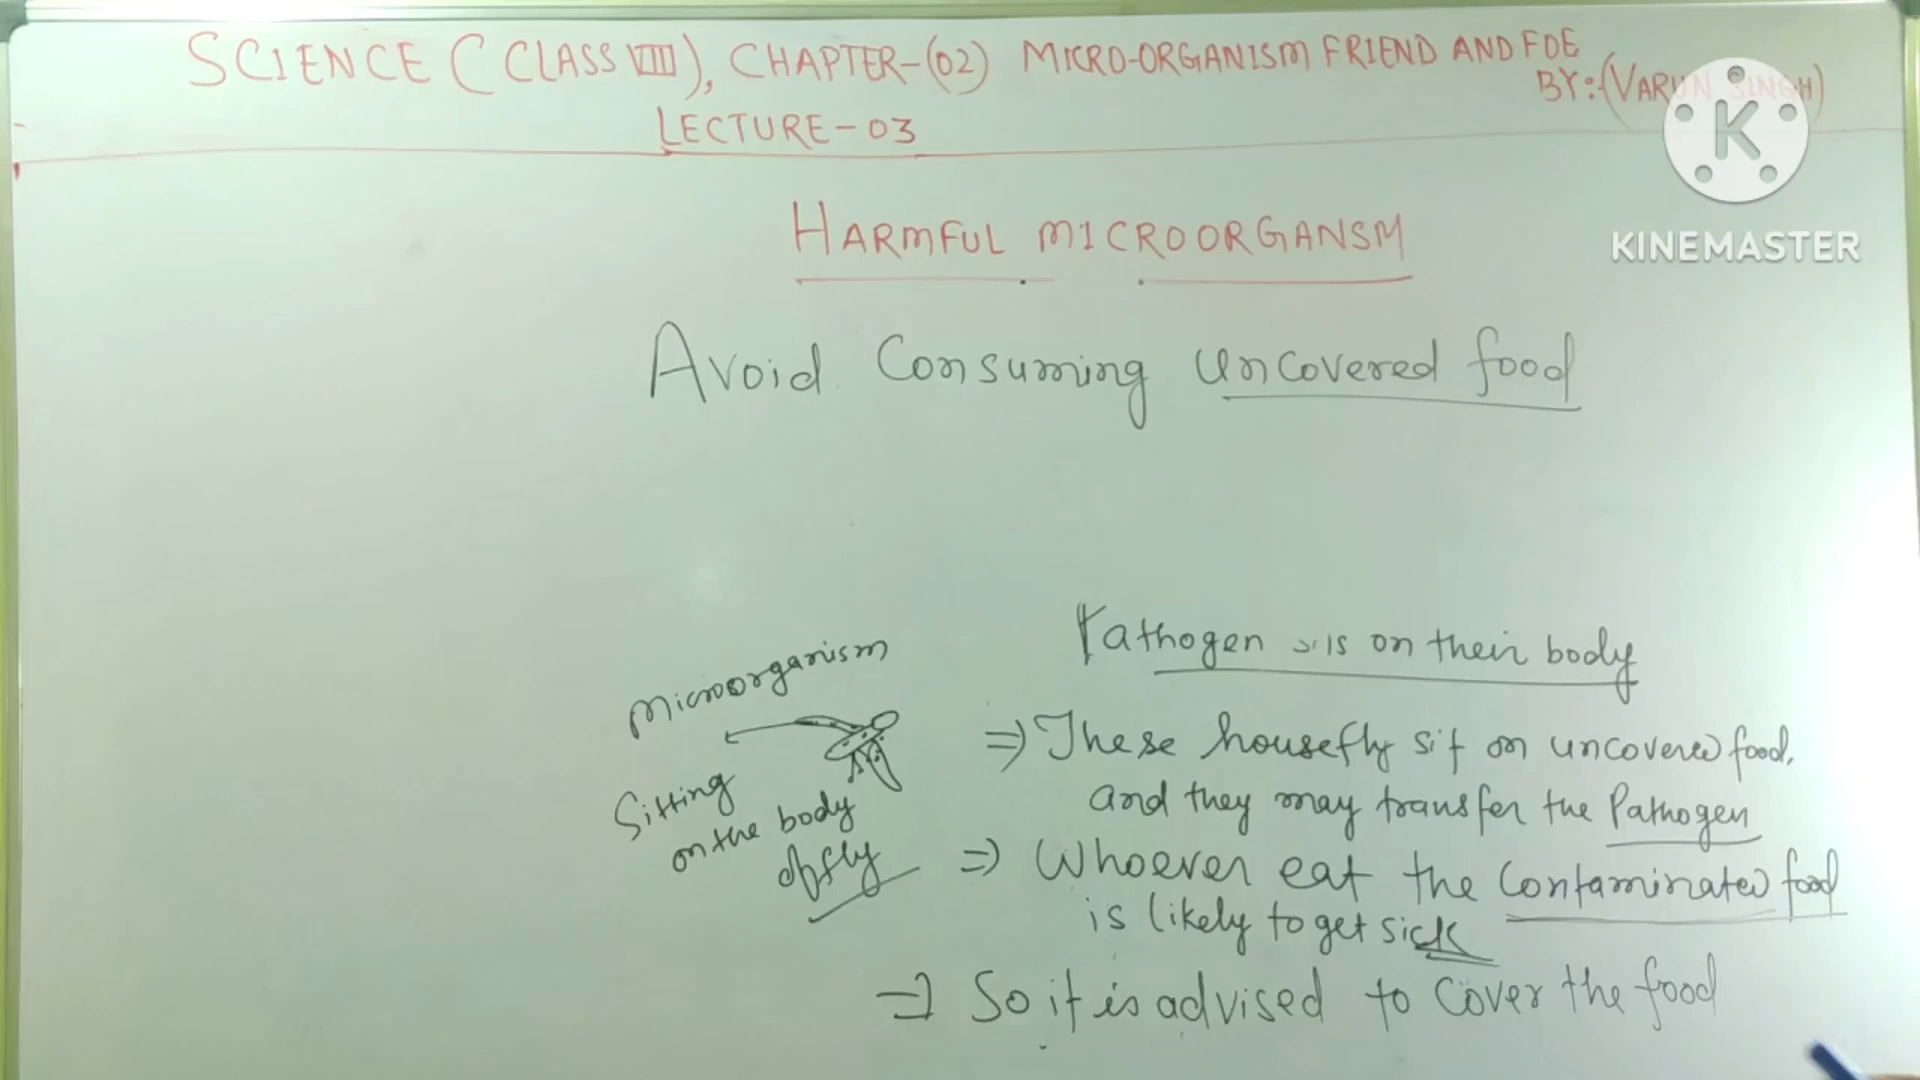 SCIENCE (CLASS VIII), CHAPTER-(02) MICRO-ORGANISM FRIEND AND FOE
BY:-(VARUN SINGH)
LECTURE-03
K
KINEMASTER
HARMFUL MICROORGANSM
Avoid Consuming Uncovered food
Pathogen is on their body
Microorganism
Sitting
on the body
of fly
=> These housefly sit on uncovered food,
and they may transfer the Pathogen
=> Whoever eat the Contaminated food
is likely to get sick
=> So it is advised to cover the food